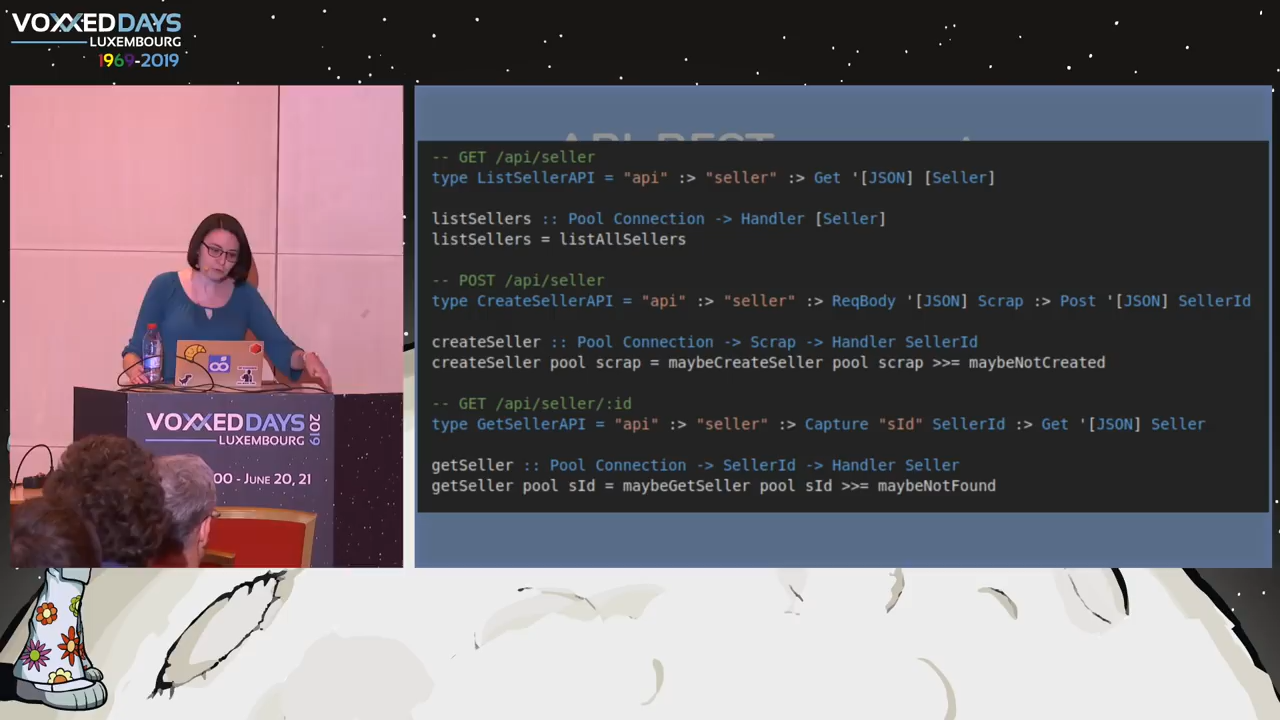 VOXXEDDAYS
LUXEMBOURG
1969-2019
API REST
-- GET /api/seller
type ListSellerAPI = "api" :> "seller" :> Get '[JSON] [Seller]
listSellers :: Pool Connection -> Handler [Seller]
listSellers = listAllSellers
-- POST /api/seller
type CreateSellerAPI = "api" :> "seller" :> ReqBody '[JSON] Scrap :> Post '[JSON] SellerId
createSeller :: Pool Connection -> Scrap -> Handler SellerId
createSeller pool scrap = maybeCreateSeller pool scrap >>= maybeNotCreated
-- GET /api/seller/:id
type GetSellerAPI = "api" :> "seller" :> Capture "sId" SellerId :> Get '[JSON] Seller
getSeller :: Pool Connection -> SellerId -> Handler Seller
getSeller pool sId = maybeGetSeller pool sId >>= maybeNotFound
VOXXEDDAYS
LUXEMBOURG
2019
00 - JUNE 20, 21